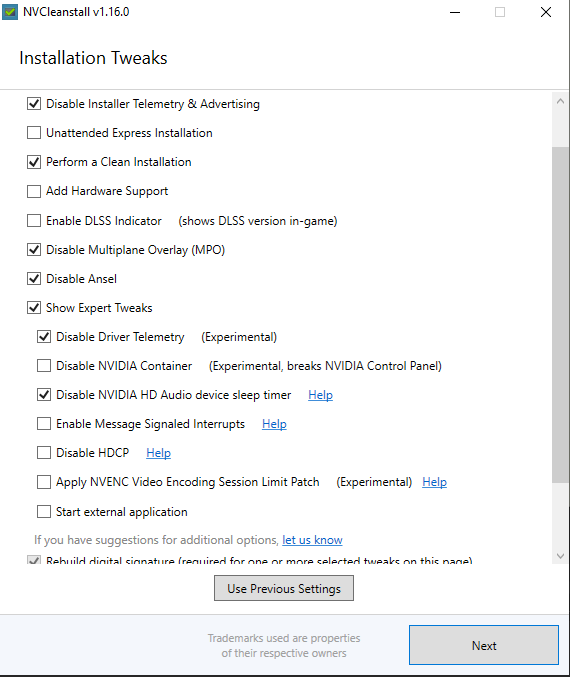 NVCleanstall v1.16.0
Installation Tweaks
Disable Installer Telemetry & Advertising
Unattended Express Installation
Perform a Clean Installation
Add Hardware Support
Enable DLSS Indicator (shows DLSS version in-game)
Disable Multiplane Overlay (MPO)
Disable Ansel
Show Expert Tweaks
Disable Driver Telemetry (Experimental)
Disable NVIDIA Container (Experimental, breaks NVIDIA Control Panel)
Disable NVIDIA HD Audio device sleep timer Help
Enable Message Signaled Interrupts Help
Disable HDCP Help
Apply NVENC Video Encoding Session Limit Patch (Experimental) Help
Start external application
If you have suggestions for additional options, let us know
Rebuild digital signature (required for one or more selected tweaks on this page)
Use Previous Settings
Trademarks used are properties
of their respective owners
Next